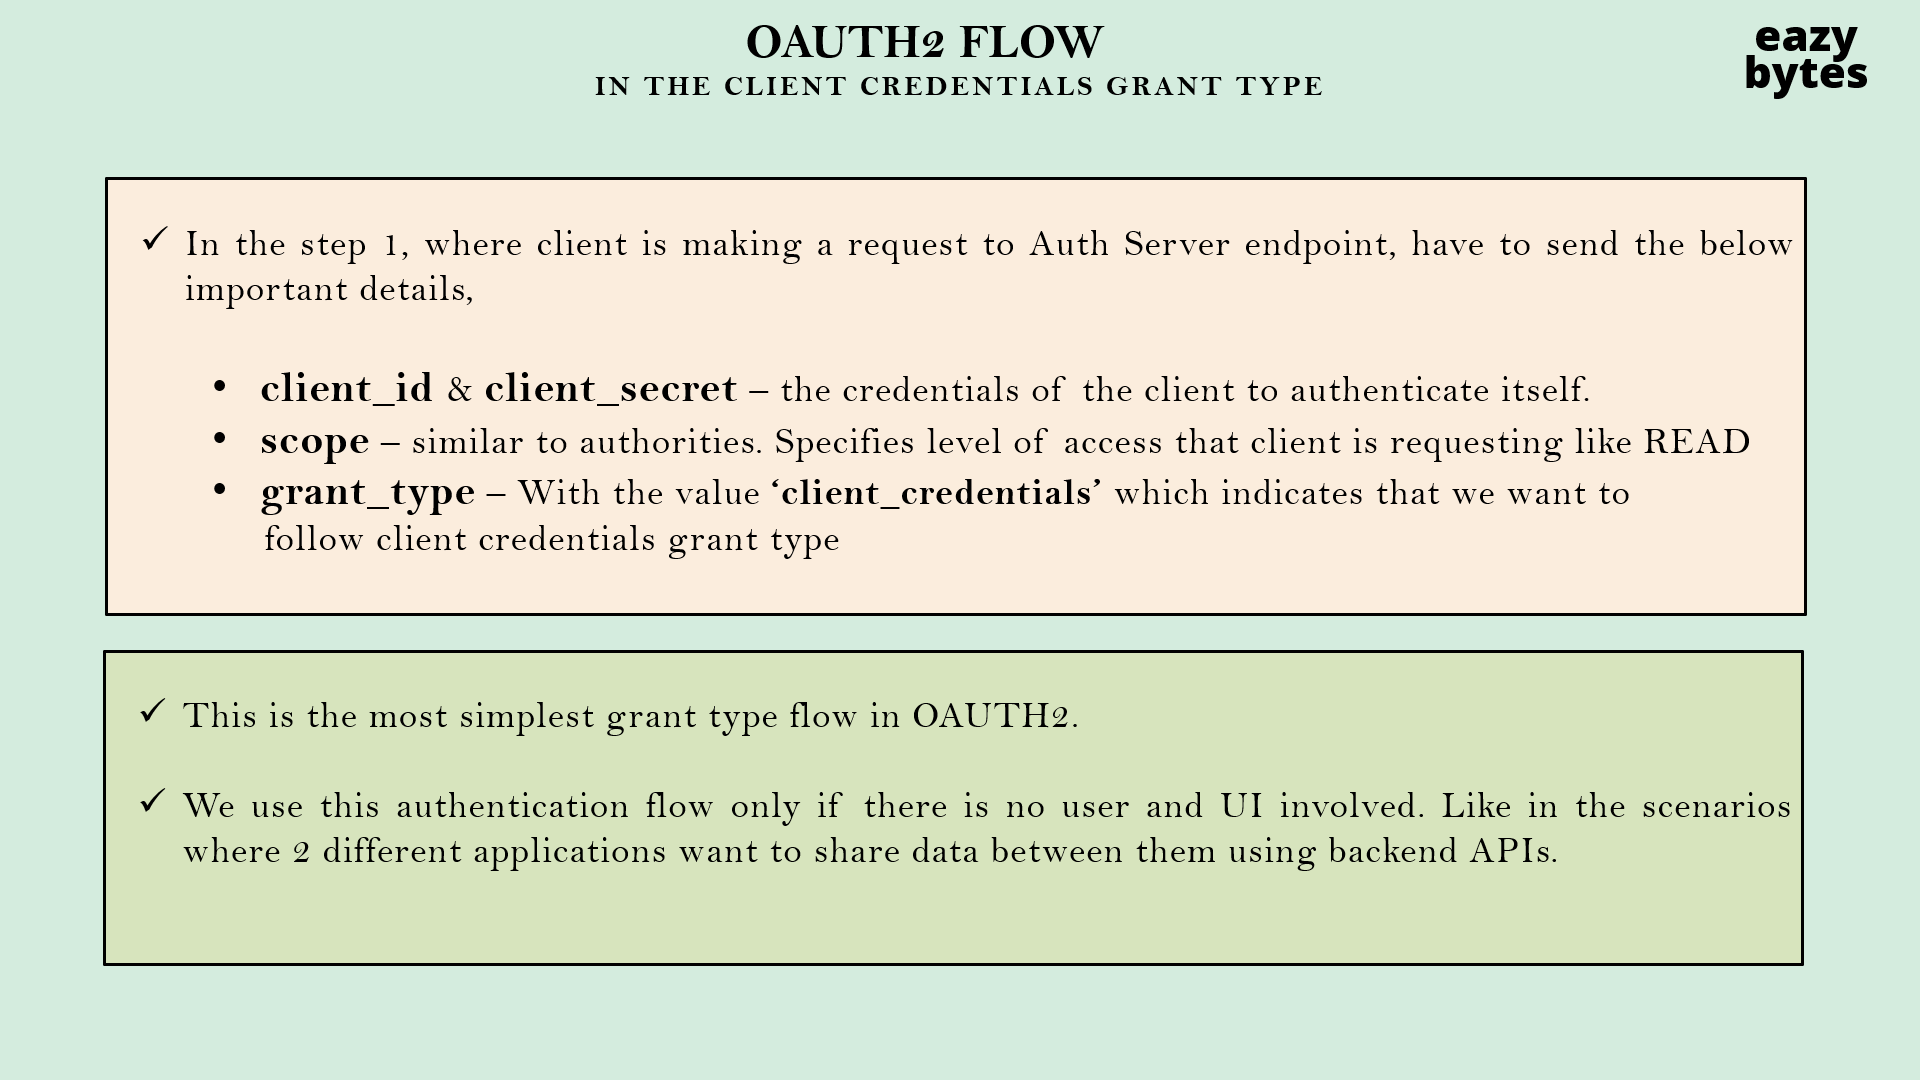 OAUTH2 FLOW
IN THE CLIENT CREDENTIALS GRANT TYPE
eazy
bytes
✓ In the step 1, where client is making a request to Auth Server endpoint, have to send the below
important details,
• client_id & client_secret – the credentials of the client to authenticate itself.
• scope – similar to authorities. Specifies level of access that client is requesting like READ
• grant_type – With the value ‘client_credentials’ which indicates that we want to
follow client credentials grant type
✓ This is the most simplest grant type flow in OAUTH2.
✓ We use this authentication flow only if there is no user and UI involved. Like in the scenarios
where 2 different applications want to share data between them using backend APIs.